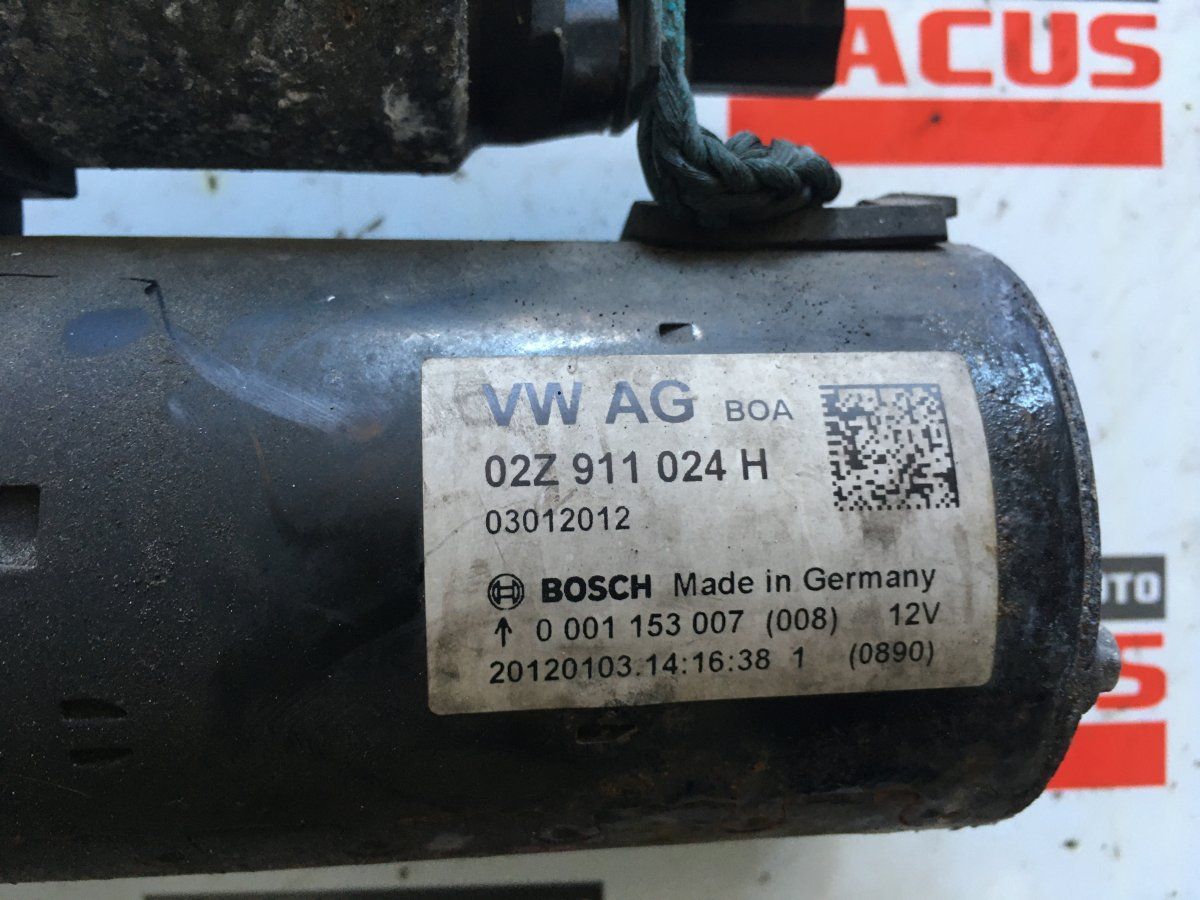 ACUS
VW AG BOA
02Z 911 024 H
03012012
BOSCH Made in Germany
↑ 0 001 153 007 (008) 12V
20120103.14:16:38 1 (0890)
OTO
S